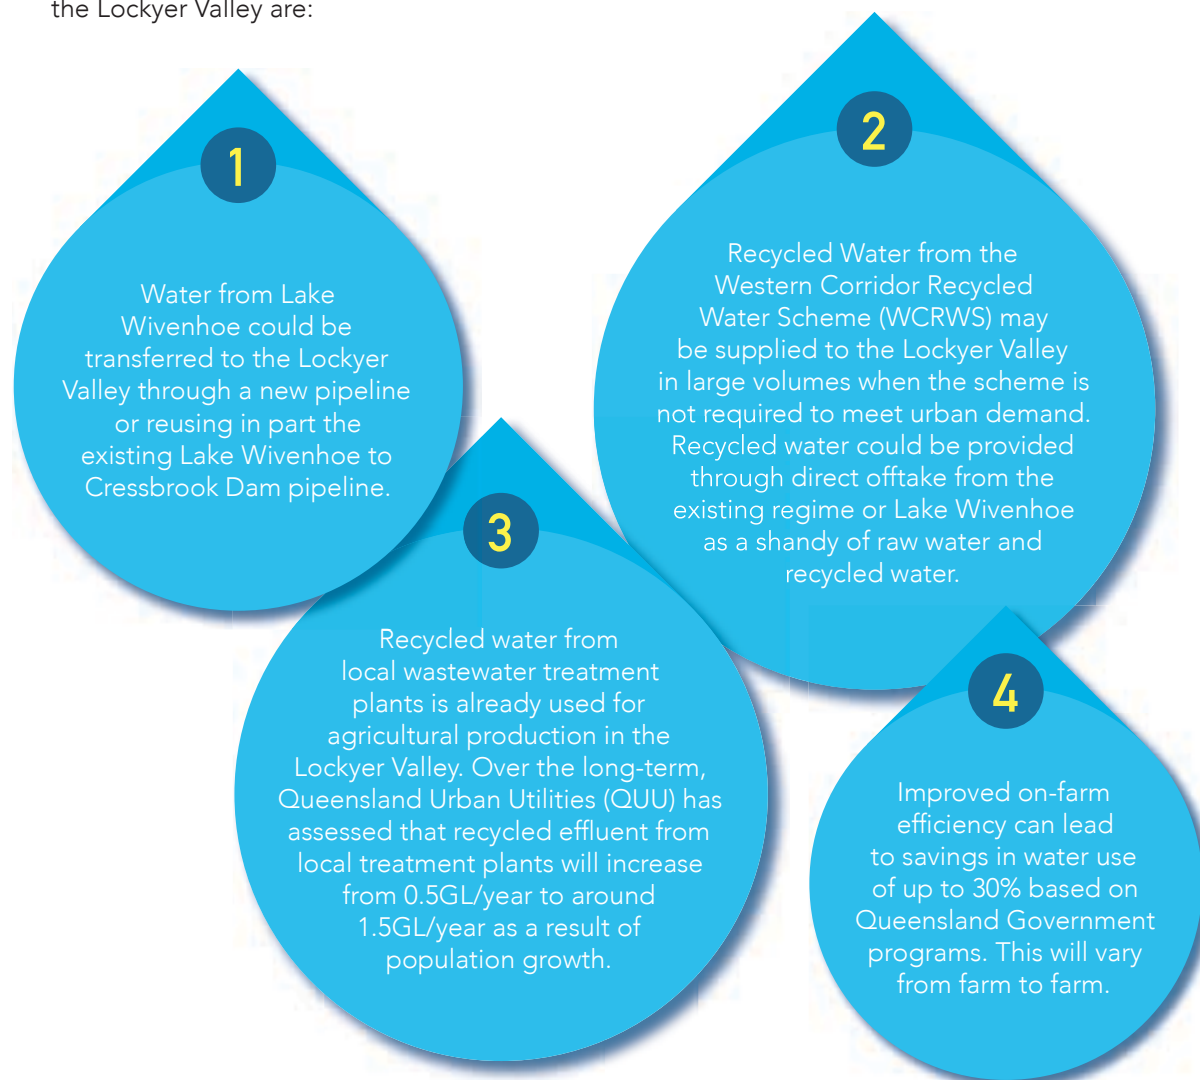 the Lockyer Valley are:
1
Water from Lake
Wivenhoe could be
transferred to the Lockyer
Valley through a new pipeline
or reusing in part the
existing Lake Wivenhoe to
Cressbrook Dam pipeline.
2
Recycled Water from the
Western Corridor Recycled
Water Scheme (WCRWS) may
be supplied to the Lockyer Valley
in large volumes when the scheme is
not required to meet urban demand.
Recycled water could be provided
through direct offtake from the
existing regime or Lake Wivenhoe
as a shandy of raw water and
recycled water.
3
Recycled water from
local wastewater treatment
plants is already used for
agricultural production in the
Lockyer Valley. Over the long-term,
Queensland Urban Utilities (QUU) has
assessed that recycled effluent from
local treatment plants will increase
from 0.5GL/year to around
1.5GL/year as a result of
population growth.
4
Improved on-farm
efficiency can lead
to savings in water use
of up to 30% based on
Queensland Government
programs. This will vary
from farm to farm.